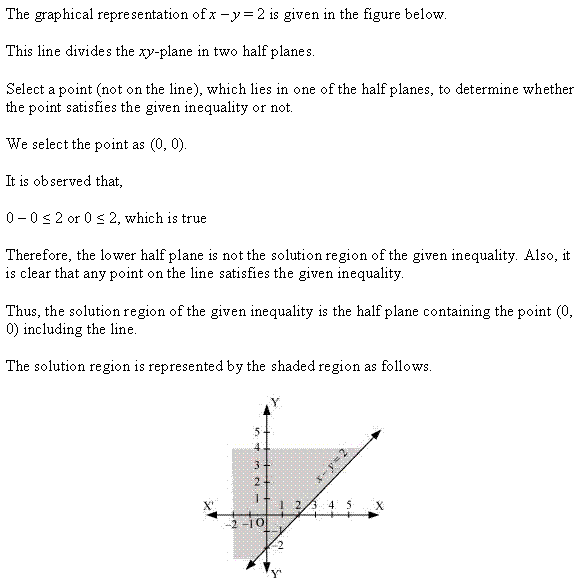 The graphical representation of x – y = 2 is given in the figure below.
This line divides the xy-plane in two half planes.
Select a point (not on the line), which lies in one of the half planes, to determine whether
the point satisfies the given inequality or not.
We select the point as (0, 0).
It is observed that,
0 – 0 ≤ 2 or 0 ≤ 2, which is true
Therefore, the lower half plane is not the solution region of the given inequality. Also, it
is clear that any point on the line satisfies the given inequality.
Thus, the solution region of the given inequality is the half plane containing the point (0,
0) including the line.
The solution region is represented by the shaded region as follows.
Y
5
4
3
2
1
x – y = 2
X' 1 2 3 4 5 X
-2 -1 O
-1
-2
Y'